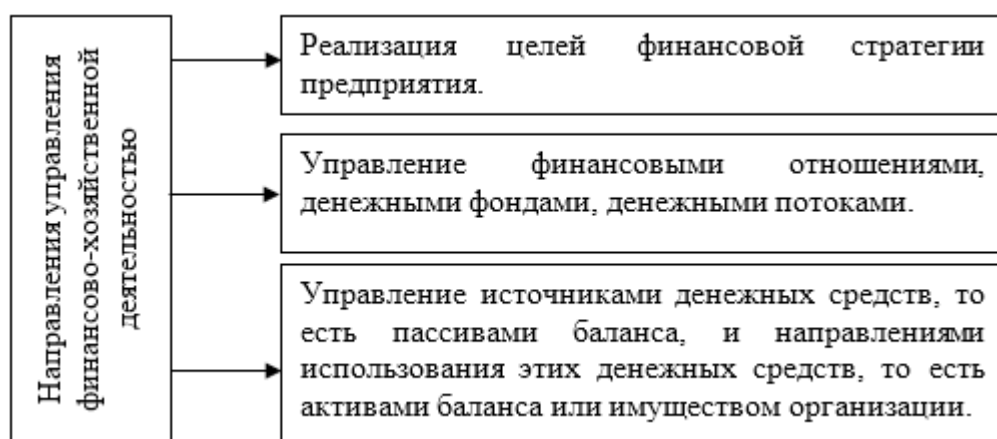 Направления управления
финансово-хозяйственной
деятельностью
Реализация целей финансовой стратегии
предприятия.
Управление финансовыми отношениями,
денежными фондами, денежными потоками.
Управление источниками денежных средств, то
есть пассивами баланса, и направлениями
использования этих денежных средств, то есть
активами баланса или имуществом организации.